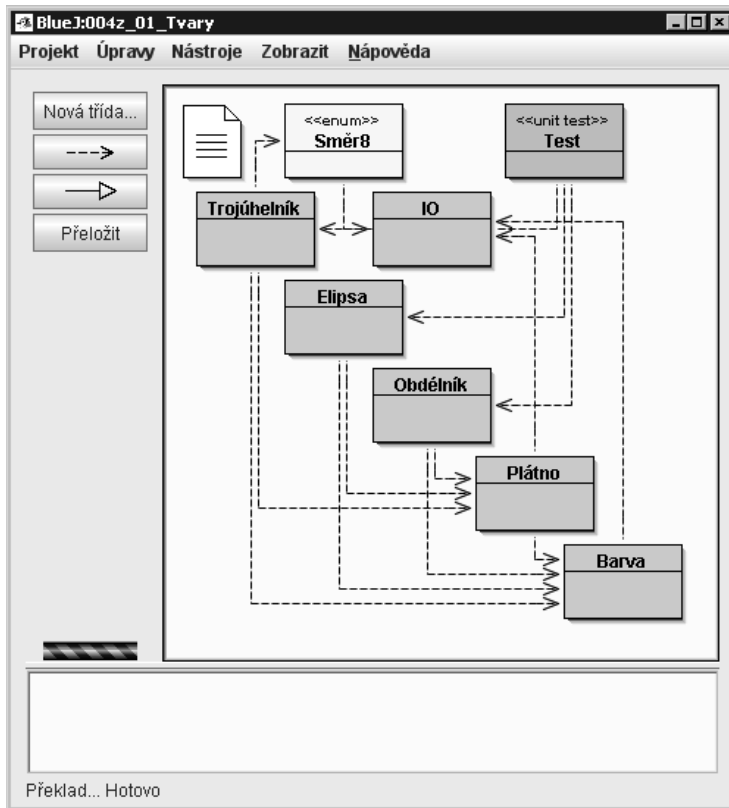 BlueJ:004z_01_Tvary
Projekt Úpravy Nástroje Zobrazit Nápověda
Nová třída...
Přeložit
<<enum>>
Směr8
<<unit test>>
Test
Trojúhelník
IO
Elipsa
Obdélník
Plátno
Barva
Překlad... Hotovo